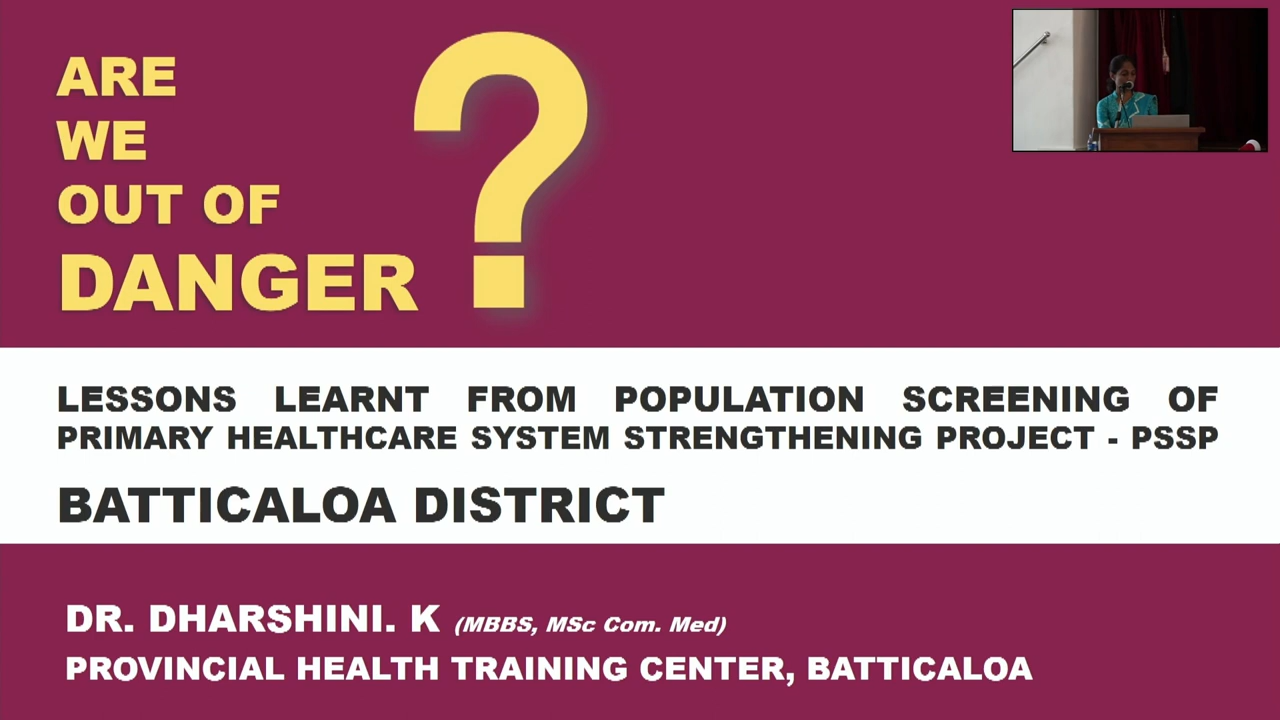 ARE
WE
OUT OF
DANGER ?
LESSONS LEARNT FROM POPULATION SCREENING OF
PRIMARY HEALTHCARE SYSTEM STRENGTHENING PROJECT - PSSP
BATTICALOA DISTRICT
DR. DHARSHINI. K (MBBS, MSc Com. Med)
PROVINCIAL HEALTH TRAINING CENTER, BATTICALOA